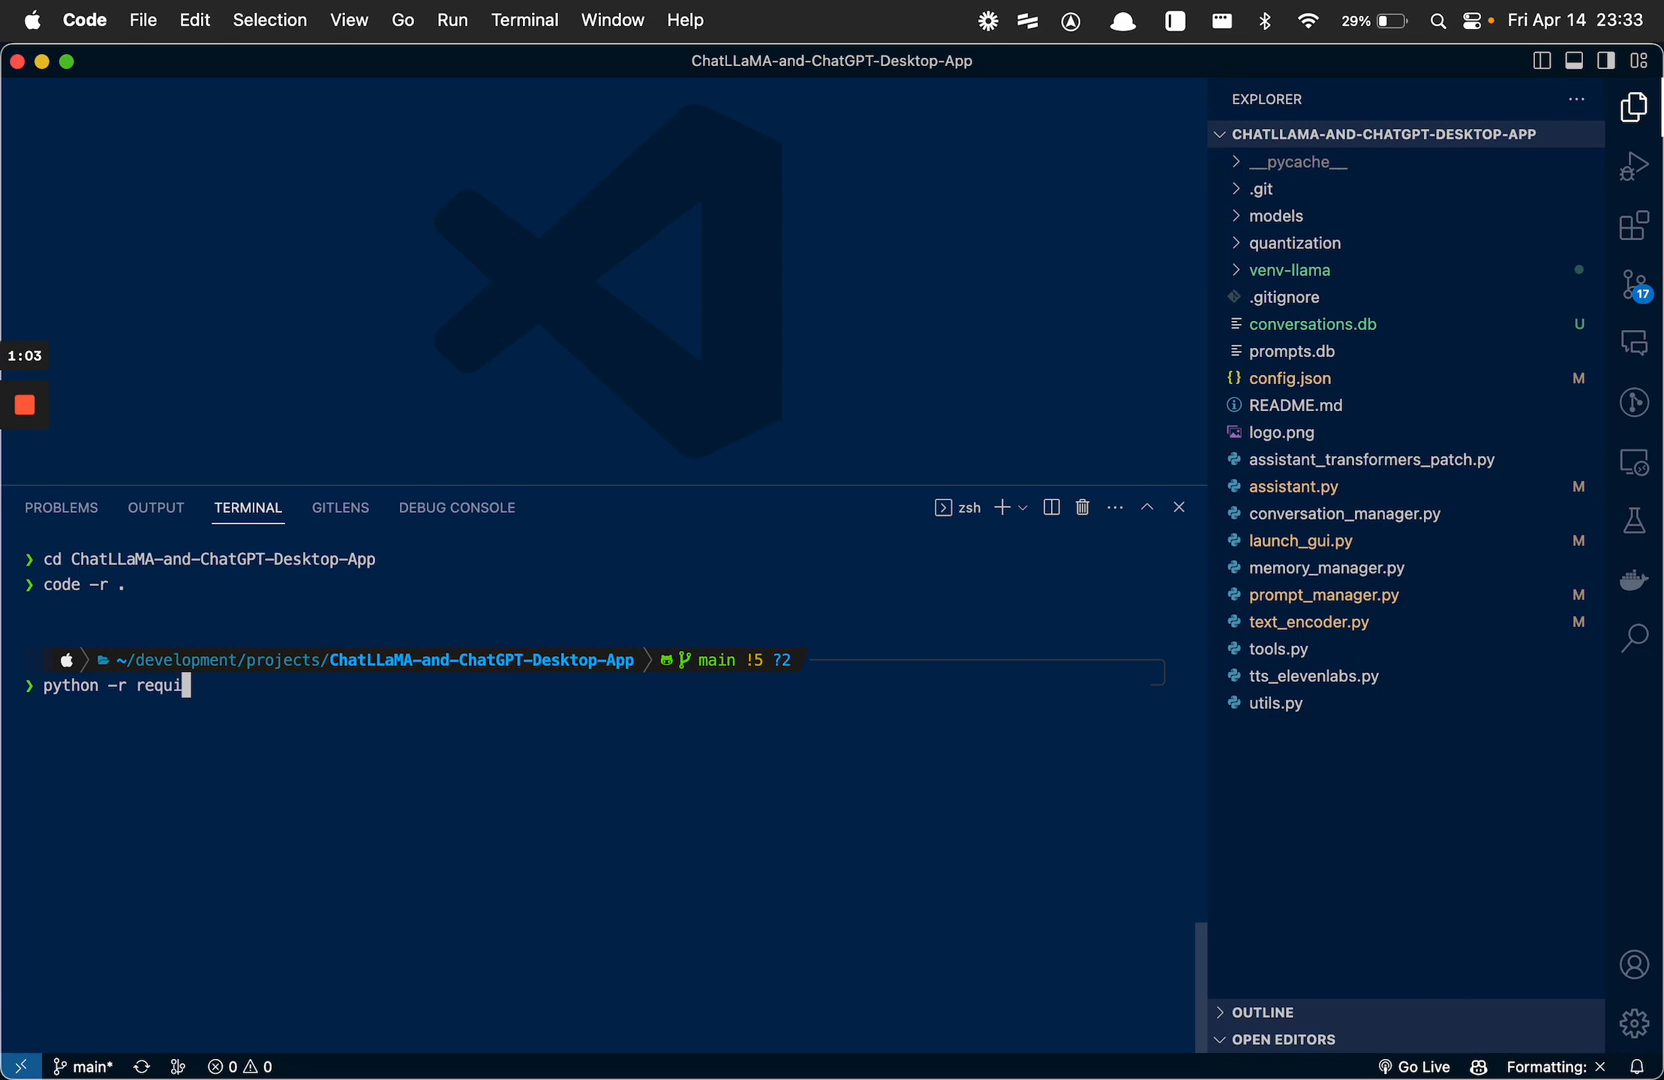 Code File Edit Selection View Go Run Terminal Window Help 29% Fri Apr 14 23:33
ChatLLaMA-and-ChatGPT-Desktop-App
EXPLORER
CHATLLAMA-AND-CHATGPT-DESKTOP-APP
__pycache__
.git
models
quantization
venv-llama
.gitignore
conversations.db U
prompts.db
config.json M
README.md
logo.png
assistant_transformers_patch.py
assistant.py M
conversation_manager.py
launch_gui.py M
memory_manager.py
prompt_manager.py M
text_encoder.py M
tools.py
tts_elevenlabs.py
utils.py
OUTLINE
OPEN EDITORS
17
1:03
PROBLEMS OUTPUT TERMINAL GITLENS DEBUG CONSOLE zsh
❯ cd ChatLLaMA-and-ChatGPT-Desktop-App
❯ code -r .
~/development/projects/ChatLLaMA-and-ChatGPT-Desktop-App main !5 ?2
❯ python -r requi
main* 0 0 Go Live Formatting: ×